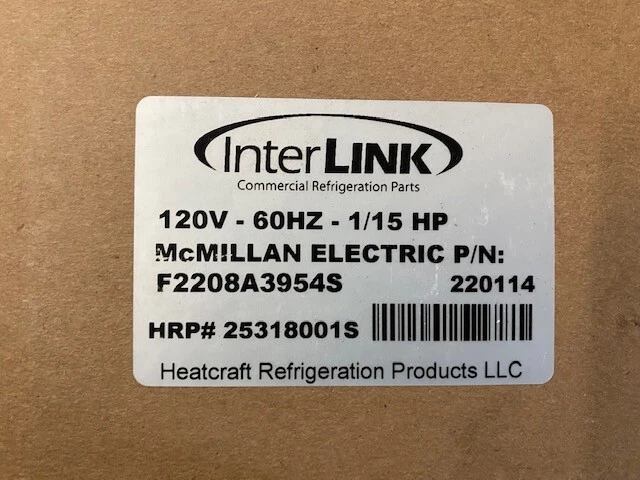 InterLINK
Commercial Refrigeration Parts
120V - 60HZ - 1/15 HP
McMILLAN ELECTRIC P/N:
F2208A3954S 220114
HRP# 25318001S
Heatcraft Refrigeration Products LLC